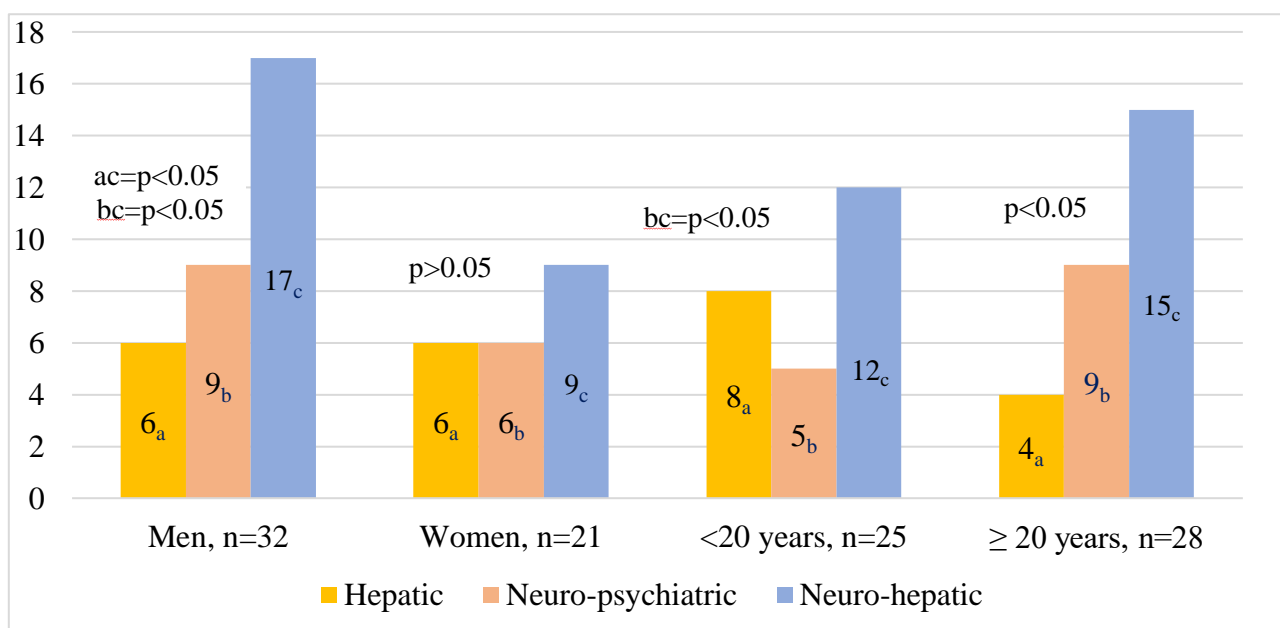 18
16
14
12
10
8
6
4
2
0
ac=p<0.05
bc=p<0.05
p>0.05
bc=p<0.05
p<0.05
6a 9b 17c
6a 6b 9c
8a 5b 12c
4a 9b 15c
Men, n=32 Women, n=21 <20 years, n=25 ≥ 20 years, n=28
Hepatic Neuro-psychiatric Neuro-hepatic